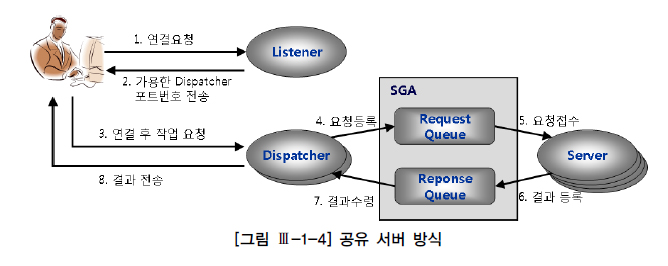 1. 연결요청
Listener
2. 가용한 Dispatcher
포트번호 전송
SGA
4. 요청등록
Request
Queue
5. 요청접수
3. 연결 후 작업 요청
Dispatcher
Server
8. 결과 전송
Reponse
Queue
7. 결과수령
6. 결과 등록
[그림 Ⅲ-1-4] 공유 서버 방식